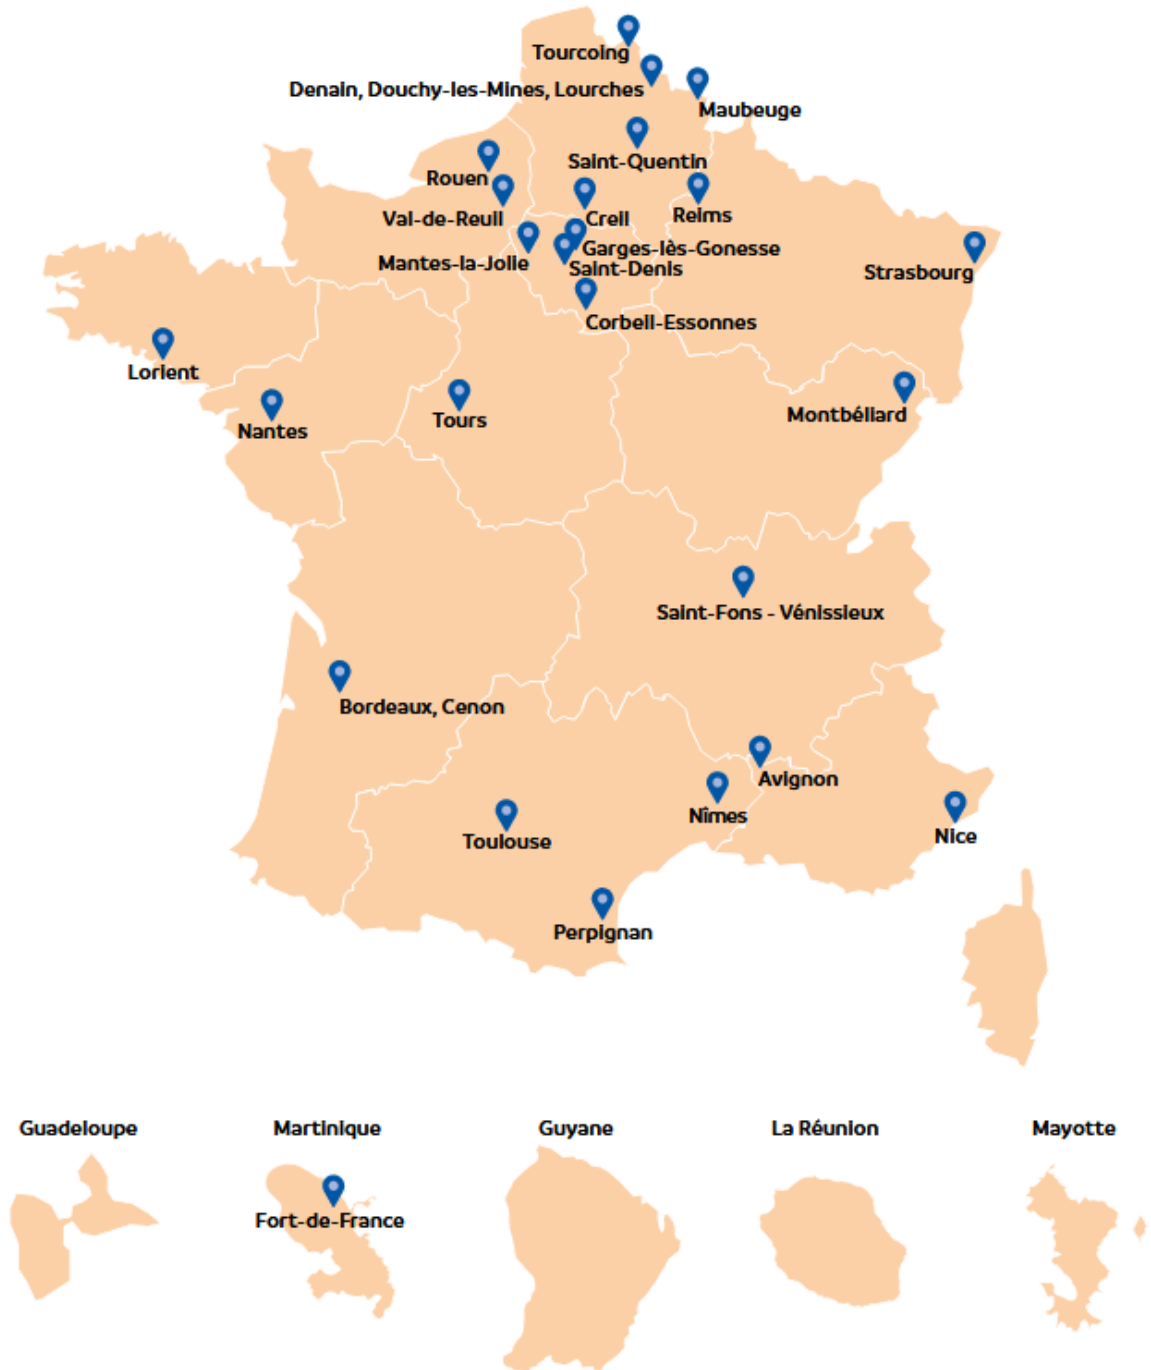 Tourcoing
Denain, Douchy-les-Mines, Lourches
Maubeuge
Saint-Quentin
Rouen
Val-de-Reuil
Creil
Reims
Garges-lès-Gonesse
Mantes-la-Jolie
Saint-Denis
Strasbourg
Corbeil-Essonnes
Lorient
Nantes
Tours
Montbéliard
Saint-Fons - Vénissieux
Bordeaux, Cenon
Avignon
Nîmes
Nice
Toulouse
Perpignan
Guadeloupe
Martinique
Guyane
La Réunion
Mayotte
Fort-de-France